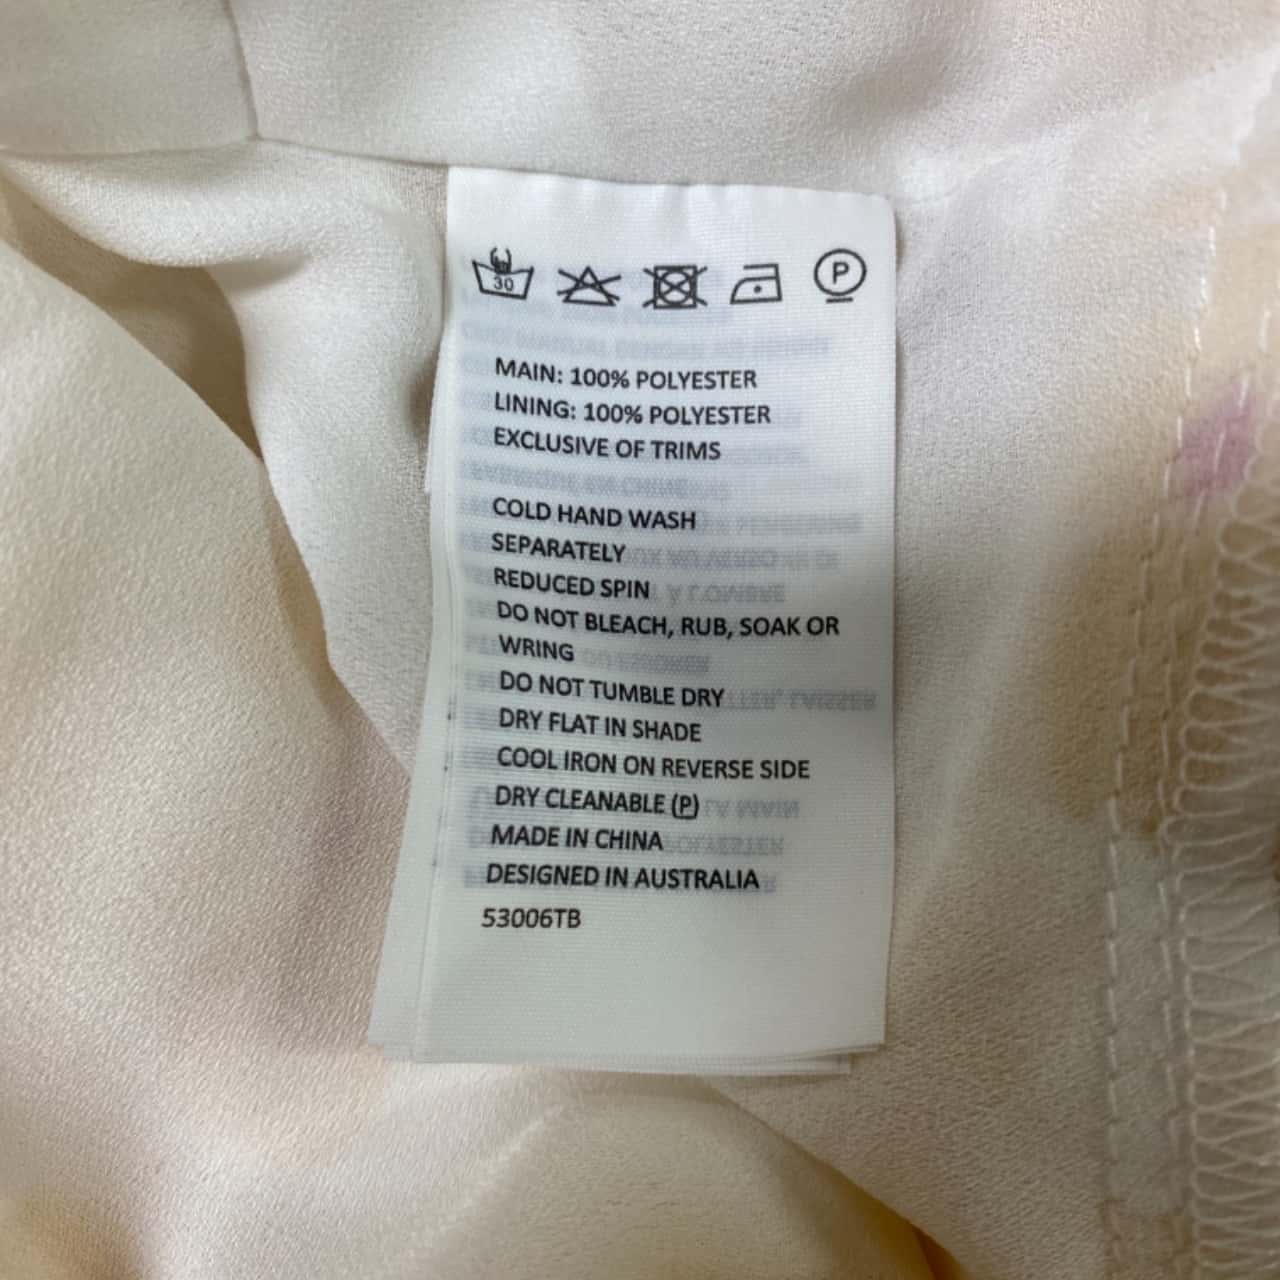 30 P
MAIN: 100% POLYESTER
LINING: 100% POLYESTER
EXCLUSIVE OF TRIMS
COLD HAND WASH
SEPARATELY
REDUCED SPIN
DO NOT BLEACH, RUB, SOAK OR
WRING
DO NOT TUMBLE DRY
DRY FLAT IN SHADE
COOL IRON ON REVERSE SIDE
DRY CLEANABLE (P)
MADE IN CHINA
DESIGNED IN AUSTRALIA
53006TB